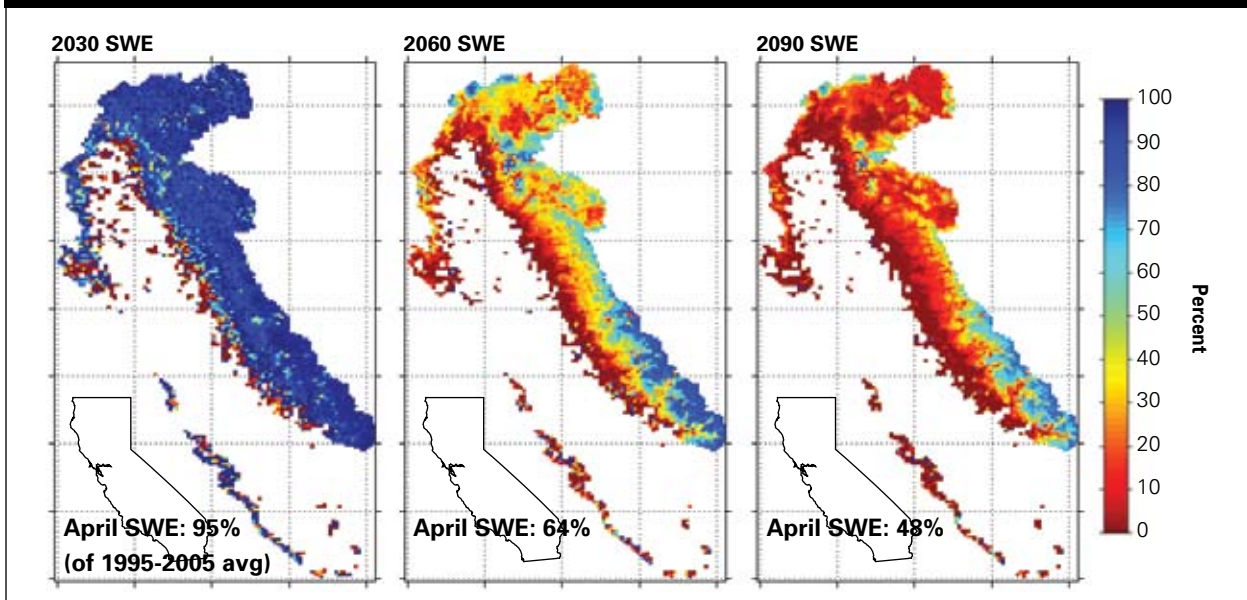 2030 SWE
2060 SWE
2090 SWE
April SWE: 95%
(of 1995-2005 avg)
April SWE: 64%
April SWE: 48%
100
90
80
70
60
50
40
30
20
10
0
Percent